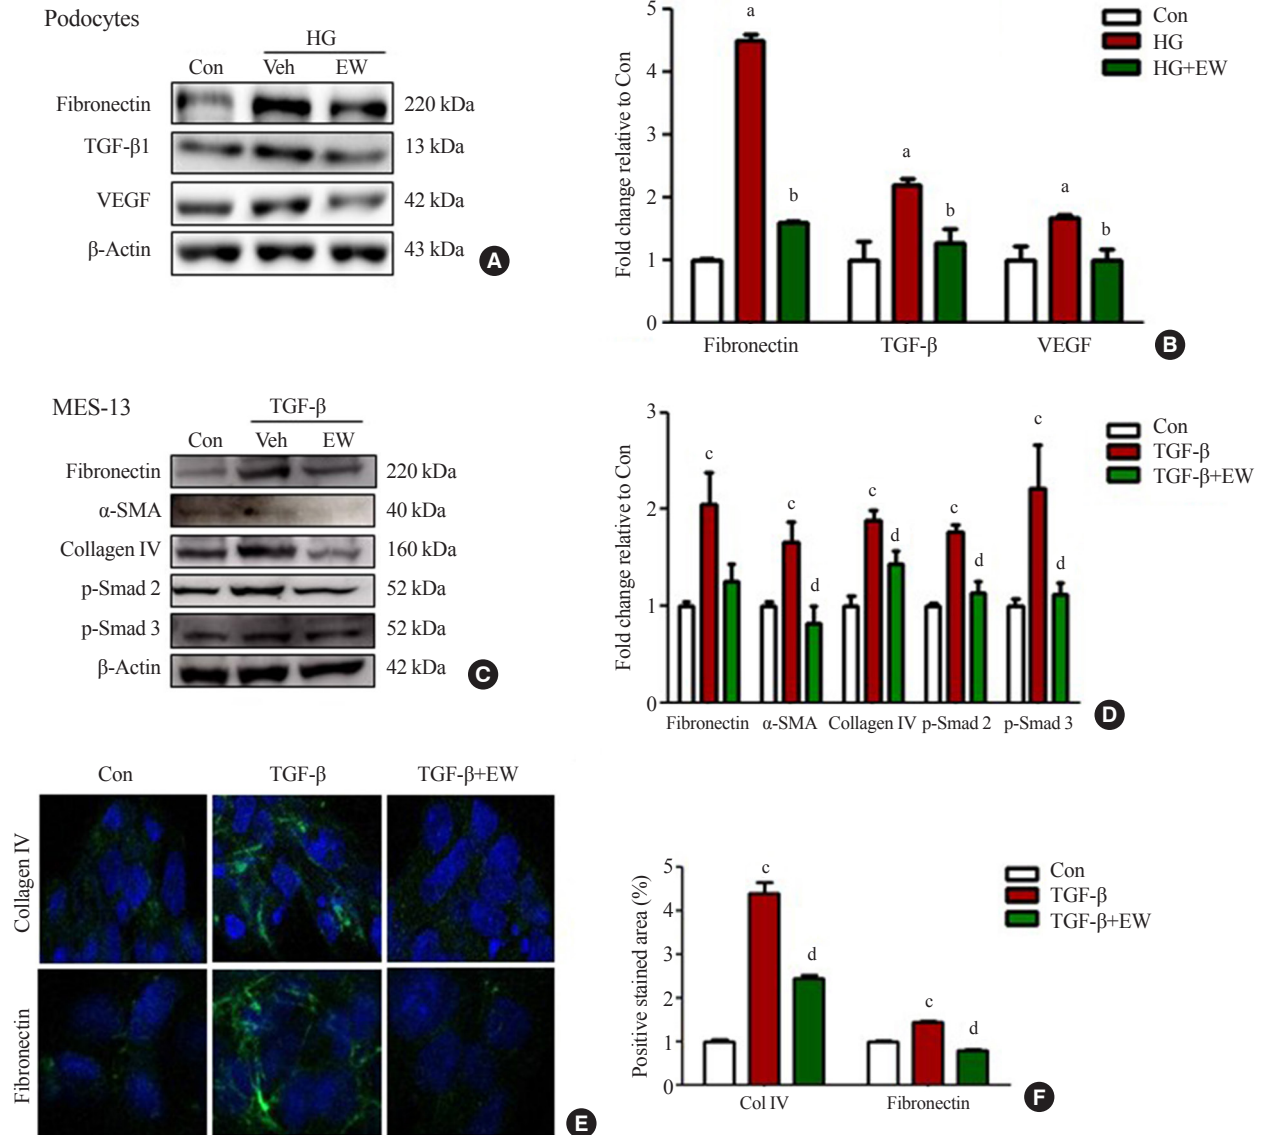 Podocytes
HG
Con Veh EW
Fibronectin 220 kDa
TGF-β1 13 kDa
VEGF 42 kDa
β-Actin 43 kDa
A
Fold change relative to Con
5
4
3
2
1
0
a
b
a
b
a
b
Fibronectin TGF-β VEGF
Con
HG
HG+EW
B
MES-13
TGF-β
Con Veh EW
Fibronectin 220 kDa
α-SMA 40 kDa
Collagen IV 160 kDa
p-Smad 2 52 kDa
p-Smad 3 52 kDa
β-Actin 42 kDa
C
Fold change relative to Con
3
2
1
0
c
c
d
c
d
c
d
c
d
Fibronectin α-SMA Collagen IV p-Smad 2 p-Smad 3
Con
TGF-β
TGF-β+EW
D
Con TGF-β TGF-β+EW
Collagen IV
Fibronectin
E
Positive stained area (%)
5
4
3
2
1
0
c
d
c
d
Col IV Fibronectin
Con
TGF-β
TGF-β+EW
F